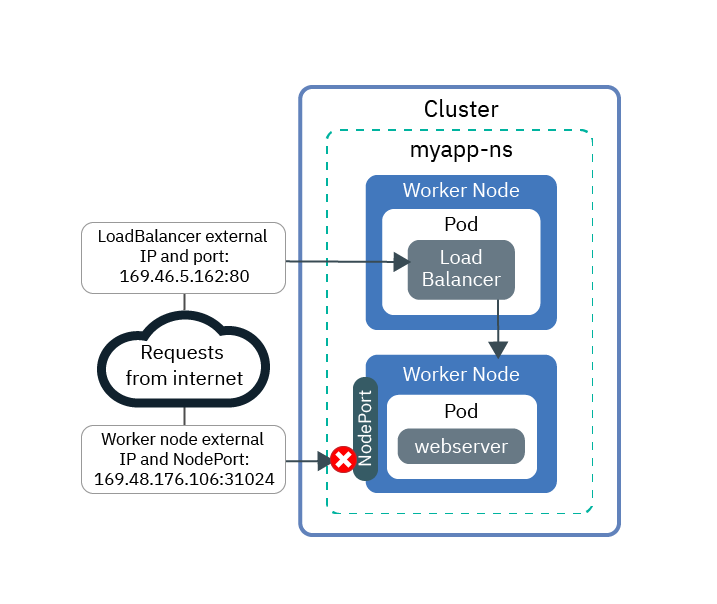 Cluster
myapp-ns
Worker Node
Pod
Load
Balancer
LoadBalancer external
IP and port:
169.46.5.162:80
Requests
from internet
Worker node external
IP and NodePort:
169.48.176.106:31024
Worker Node
NodePort
Pod
webserver